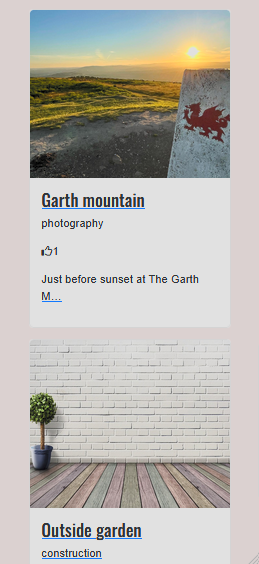 Garth mountain
photography
1
Just before sunset at The Garth
M...
Outside garden
construction